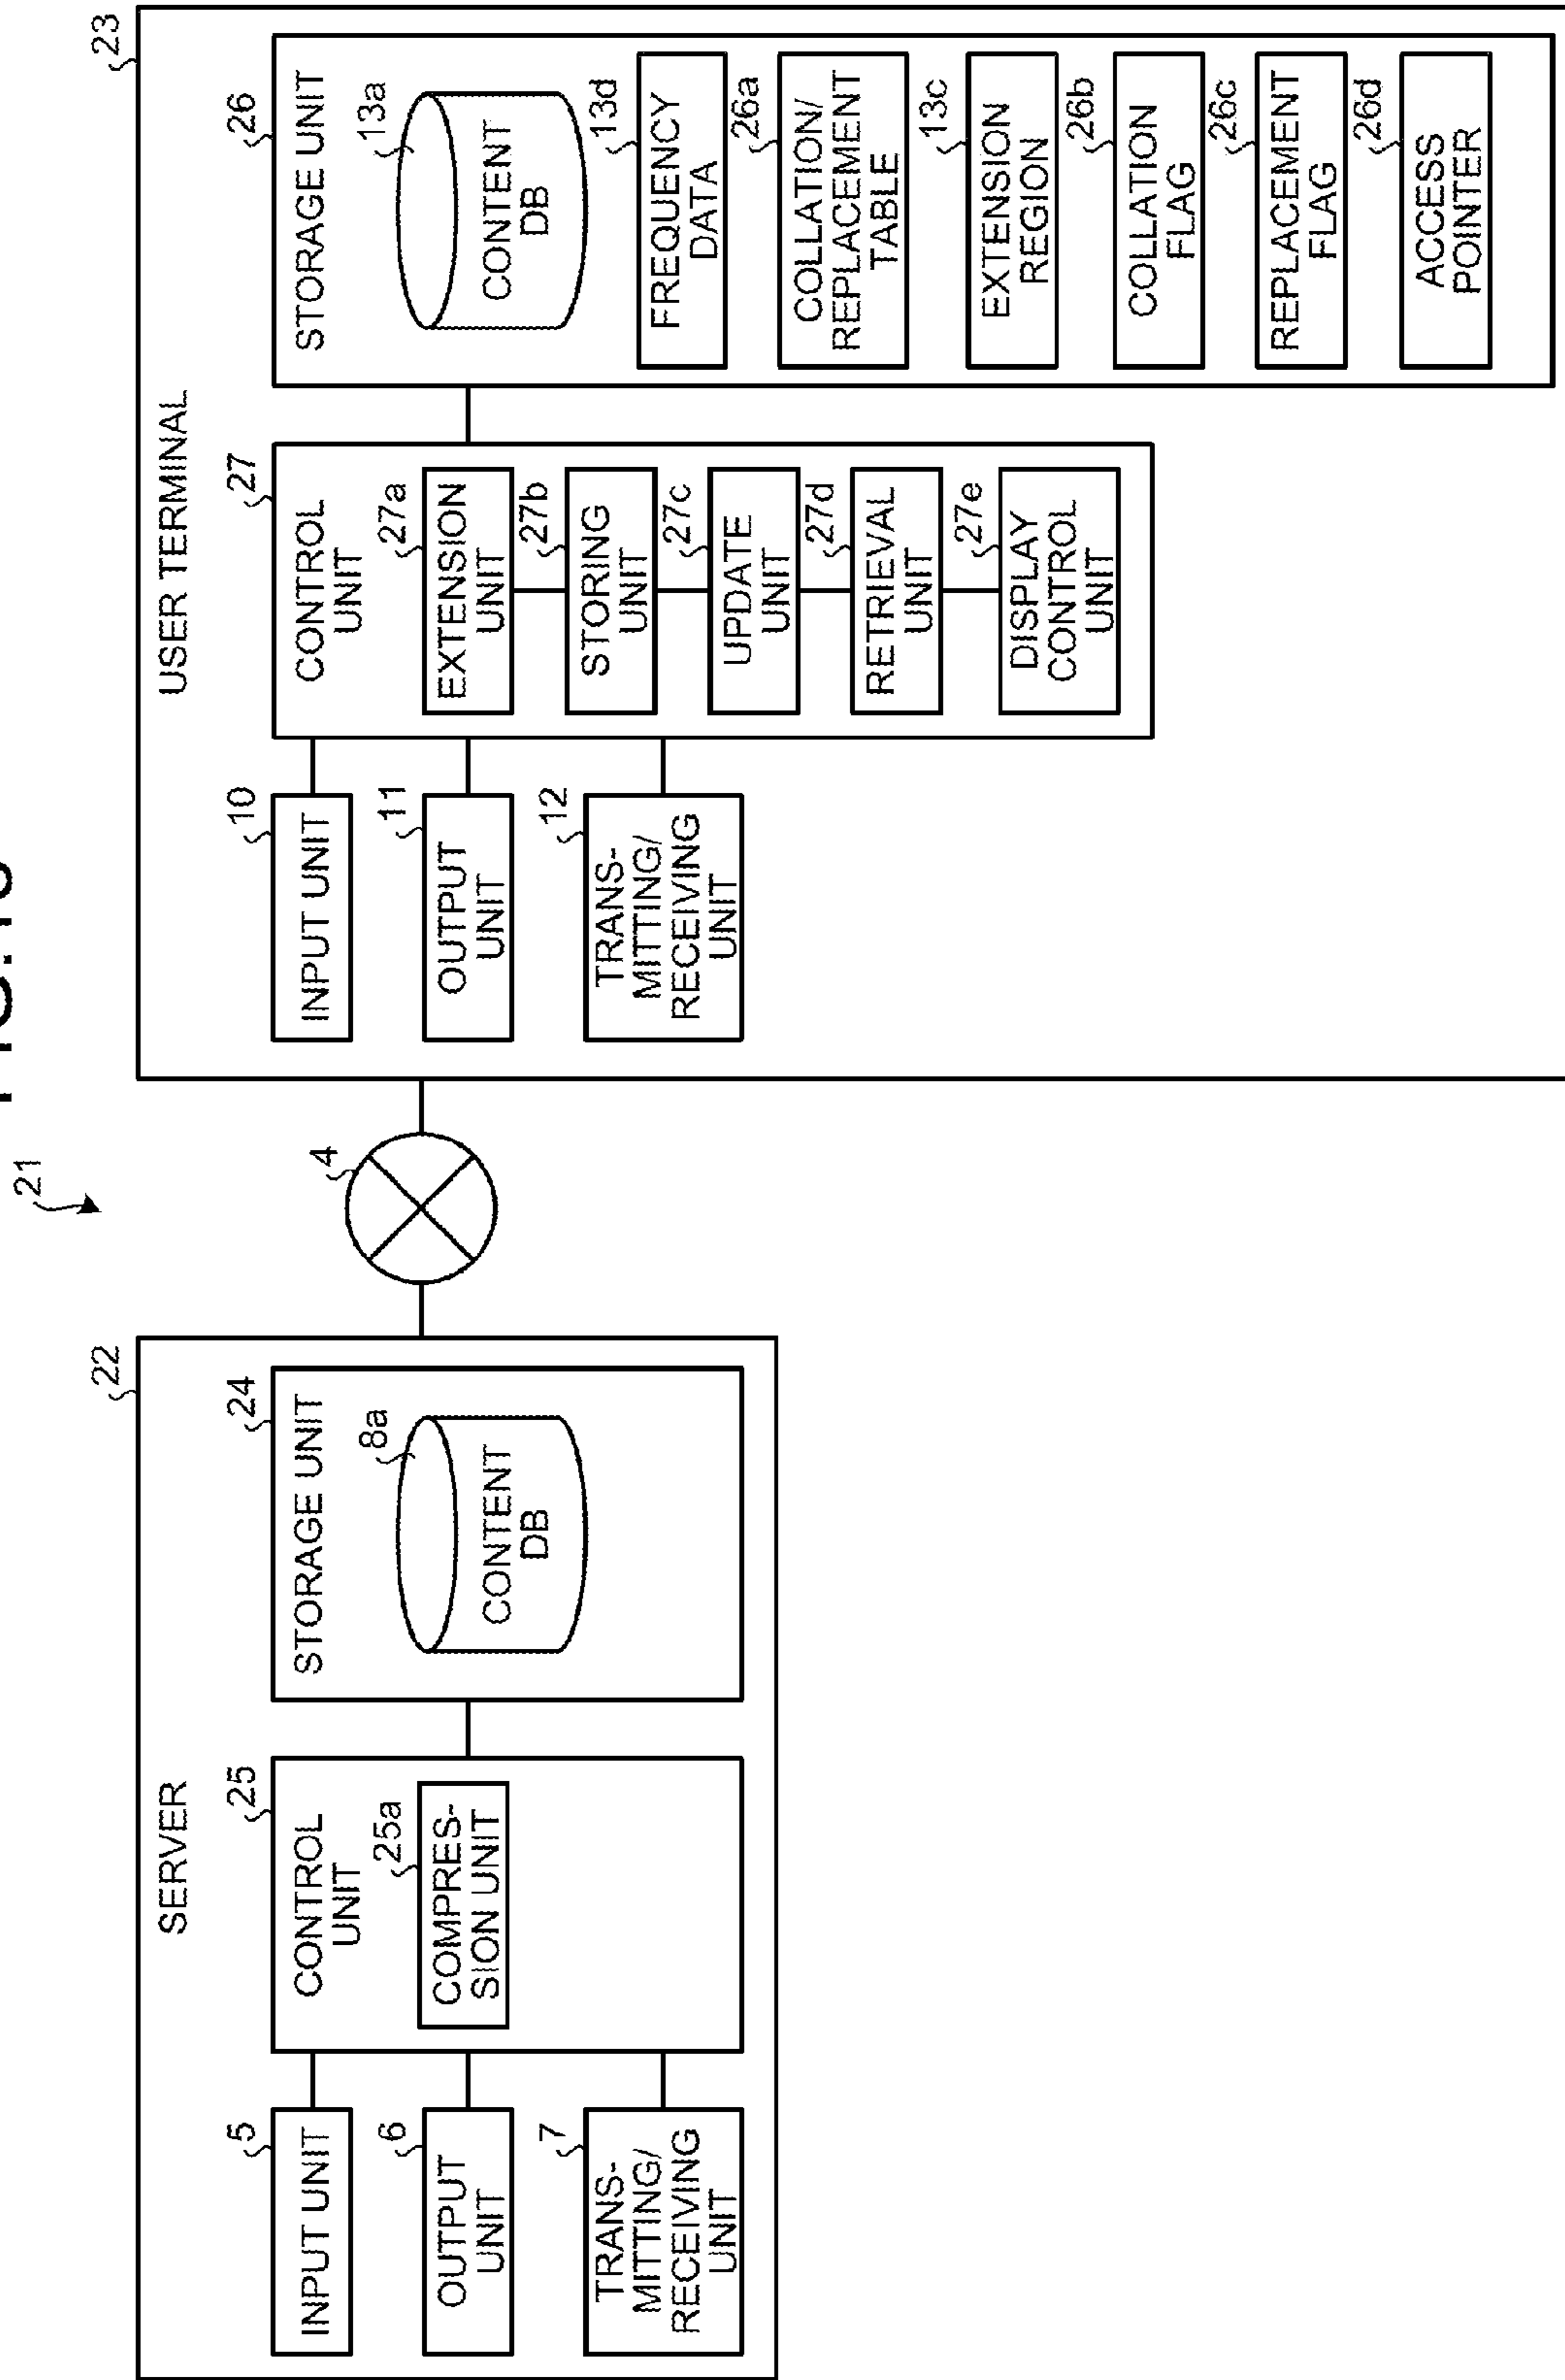 21
SERVER
22
INPUT UNIT
5
OUTPUT
UNIT
6
TRANS-
MITTING/
RECEIVING
UNIT
7
CONTROL
UNIT
25
COMPRES-
SION UNIT
25a
STORAGE UNIT
24
CONTENT
DB
8a
4
USER TERMINAL
23
INPUT UNIT
10
OUTPUT
UNIT
11
TRANS-
MITTING/
RECEIVING
UNIT
12
CONTROL
UNIT
27
EXTENSION
UNIT
27a
STORING
UNIT
27b
UPDATE
UNIT
27c
RETRIEVAL
UNIT
27d
DISPLAY
CONTROL
UNIT
27e
STORAGE UNIT
26
CONTENT
DB
13a
FREQUENCY
DATA
13d
COLLATION/
REPLACEMENT
TABLE
26a
EXTENSION
REGION
13c
COLLATION
FLAG
26b
REPLACEMENT
FLAG
26c
ACCESS
POINTER
26d